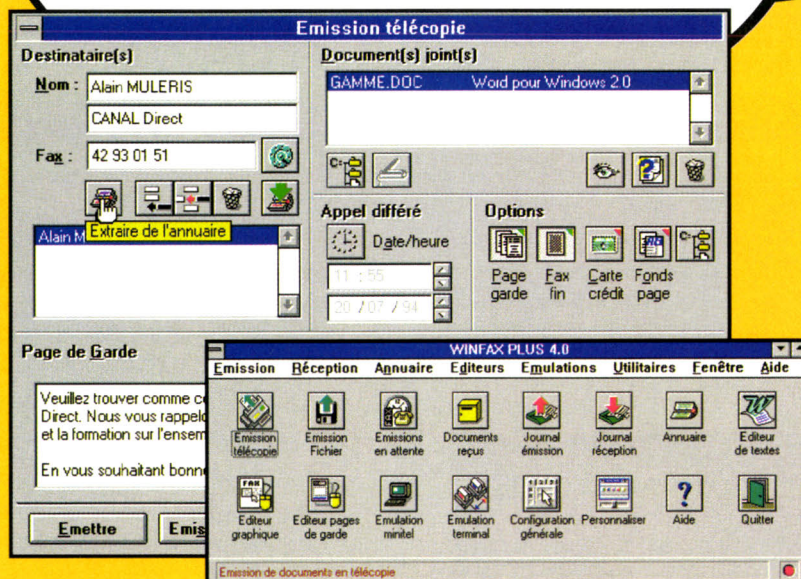 Emission télécopie
Destinataire(s)
Nom : Alain MULERIS
CANAL Direct
Fax : 42 93 01 51
Extraire de l'annuaire
Alain M
Document(s) joint(s)
GAMME.DOC Word pour Windows 2.0
Appel différé
Date/heure
11 : 55
20 / 07 / 94
Options
Page garde
Fax fin
Carte crédit
Fonds page
Page de Garde
Veuillez trouver comme c
Direct. Nous vous rappel
et la formation sur l'ensem
En vous souhaitant bonne
Emettre Emis
WINFAX PLUS 4.0
Emission Réception Annuaire Editeurs Emulations Utilitaires Fenêtre Aide
Emission télécopie
Emission Fichier
Emissions en attente
Documents reçus
Journal émission
Journal réception
Annuaire
Editeur de textes
Editeur graphique
Editeur pages de garde
Emulation minitel
Emulation terminal
Configuration générale
Personnaliser
Aide
Quitter
Emission de documents en télécopie